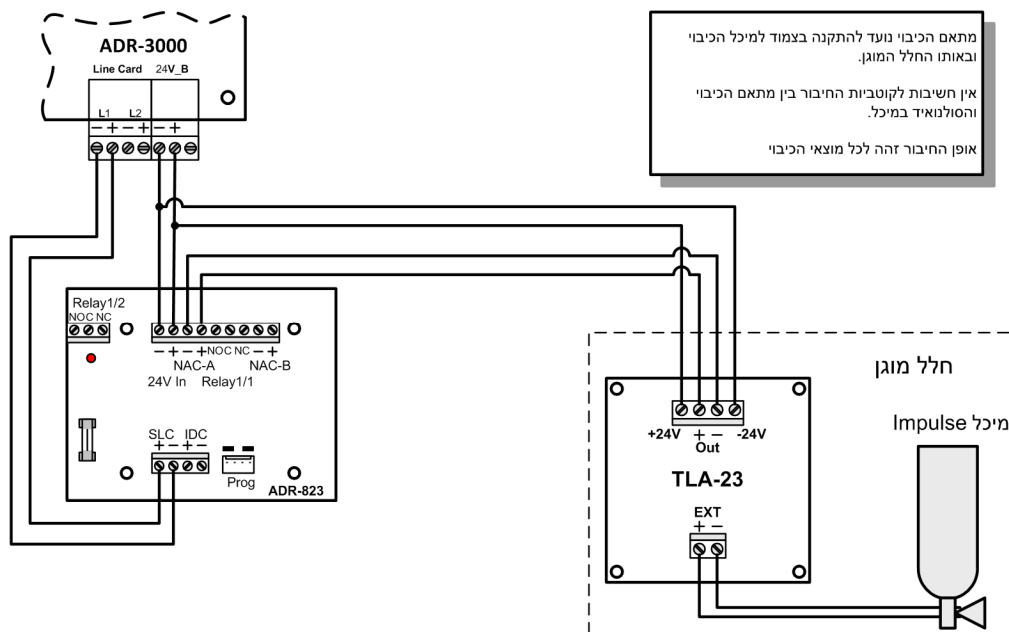 ADR-3000
Line Card 24V_B
L1 L2
– + – + – +
מתאם הכיבוי נועד להתקנה בצמוד למיכל הכיבוי
ובאותו החלל המוגן.
אין חשיבות לקוטביות החיבור בין מתאם הכיבוי
והסולנואיד במיכל.
אופן החיבור זהה לכל מוצאי הכיבוי
Relay1/2
NO C NC
– + – + NO C NC – +
NAC-A NAC-B
24V In Relay1/1
SLC IDC
+ – + –
Prog
ADR-823
חלל מוגן
מיכל Impulse
+24V + – -24V
Out
TLA-23
EXT
+ –